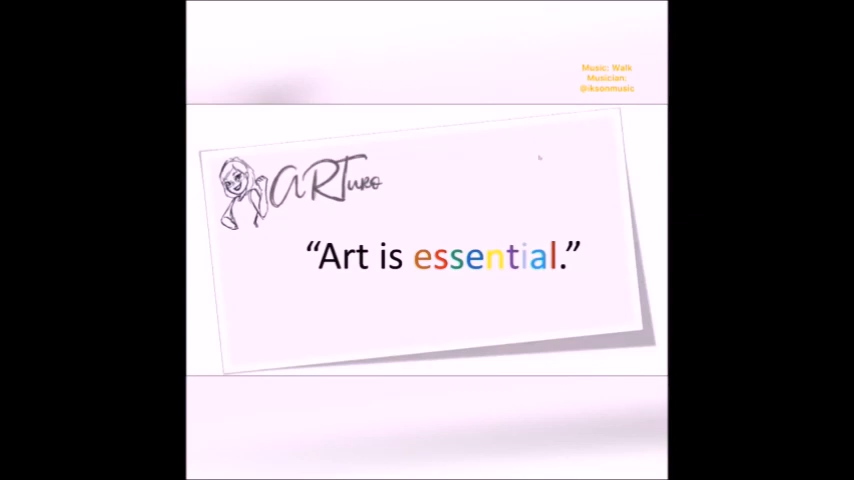 Music: Walk
Musician:
@iksonmusic
ARTuro
“Art is essential.”